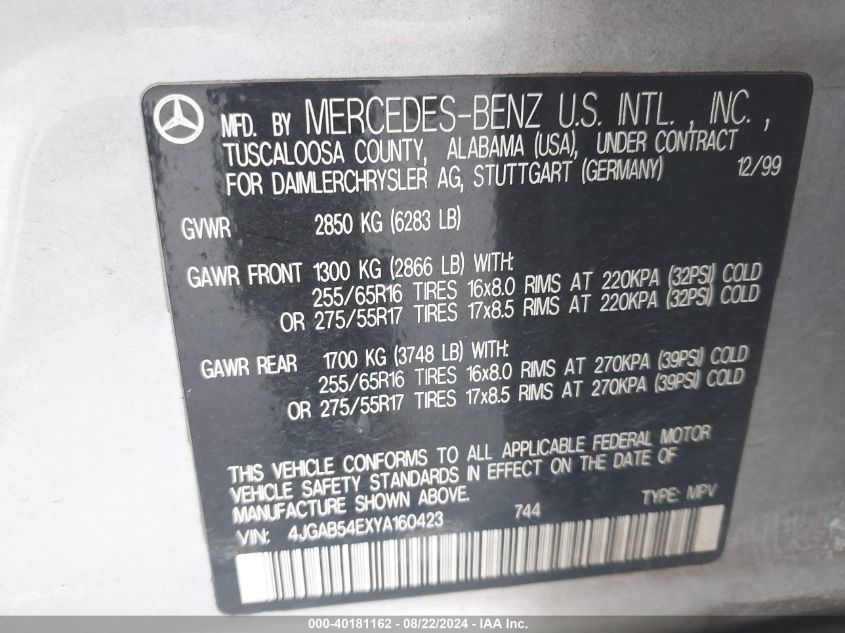 MFD. BY MERCEDES-BENZ U.S. INTL., INC.,
TUSCALOOSA COUNTY, ALABAMA (USA), UNDER CONTRACT
FOR DAIMLERCHRYSLER AG, STUTTGART (GERMANY) 12/99
GVWR 2850 KG (6283 LB)
GAWR FRONT 1300 KG (2866 LB) WITH:
255/65R16 TIRES 16x8.0 RIMS AT 220KPA (32PSI) COLD
OR 275/55R17 TIRES 17x8.5 RIMS AT 220KPA (32PSI) COLD
GAWR REAR 1700 KG (3748 LB) WITH:
255/65R16 TIRES 16x8.0 RIMS AT 270KPA (39PSI) COLD
OR 275/55R17 TIRES 17x8.5 RIMS AT 270KPA (39PSI) COLD
THIS VEHICLE CONFORMS TO ALL APPLICABLE FEDERAL MOTOR
VEHICLE SAFETY STANDARDS IN EFFECT ON THE DATE OF
MANUFACTURE SHOWN ABOVE.
VIN: 4JGAB54EXYA160423 744 TYPE: MPV
000-40181162 - 08/22/2024 - IAA Inc.